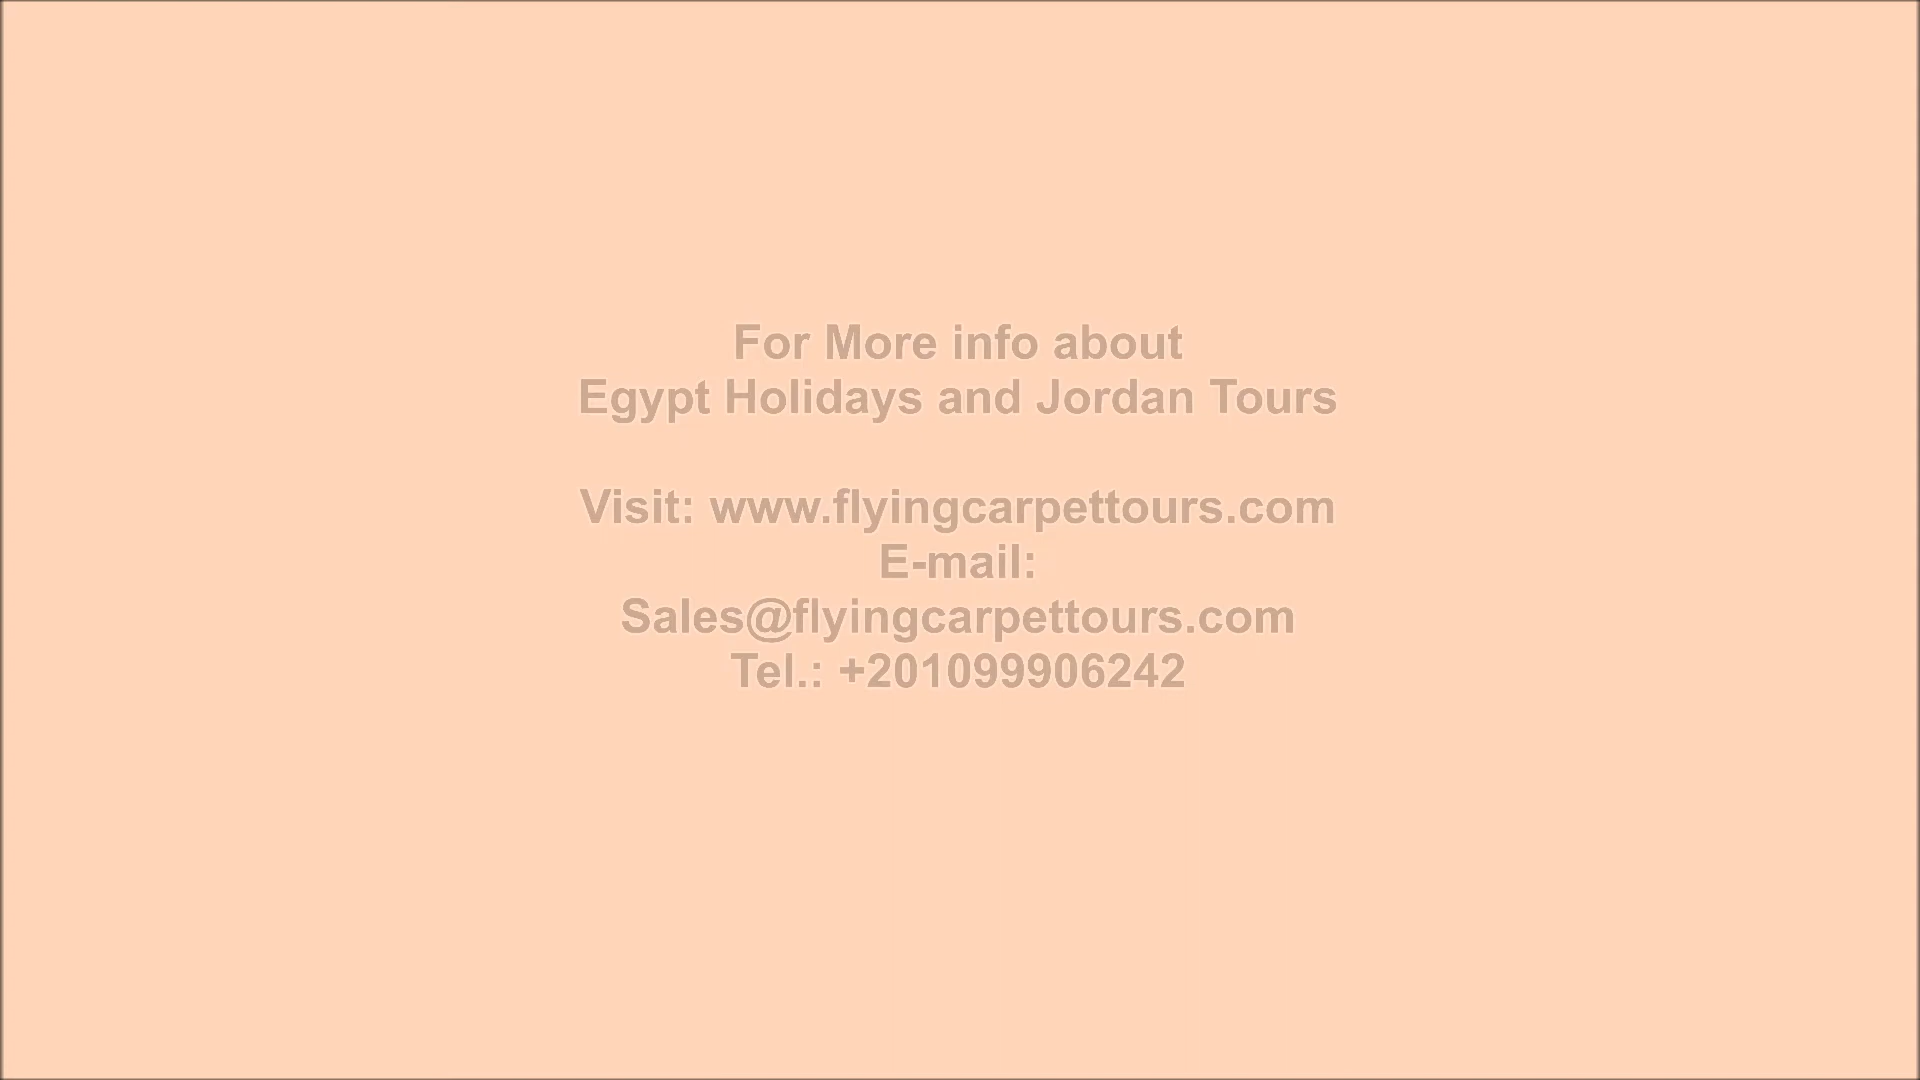 For More info about
Egypt Holidays and Jordan Tours
Visit: www.flyingcarpettours.com
E-mail:
Sales@flyingcarpettours.com
Tel.: +201099906242